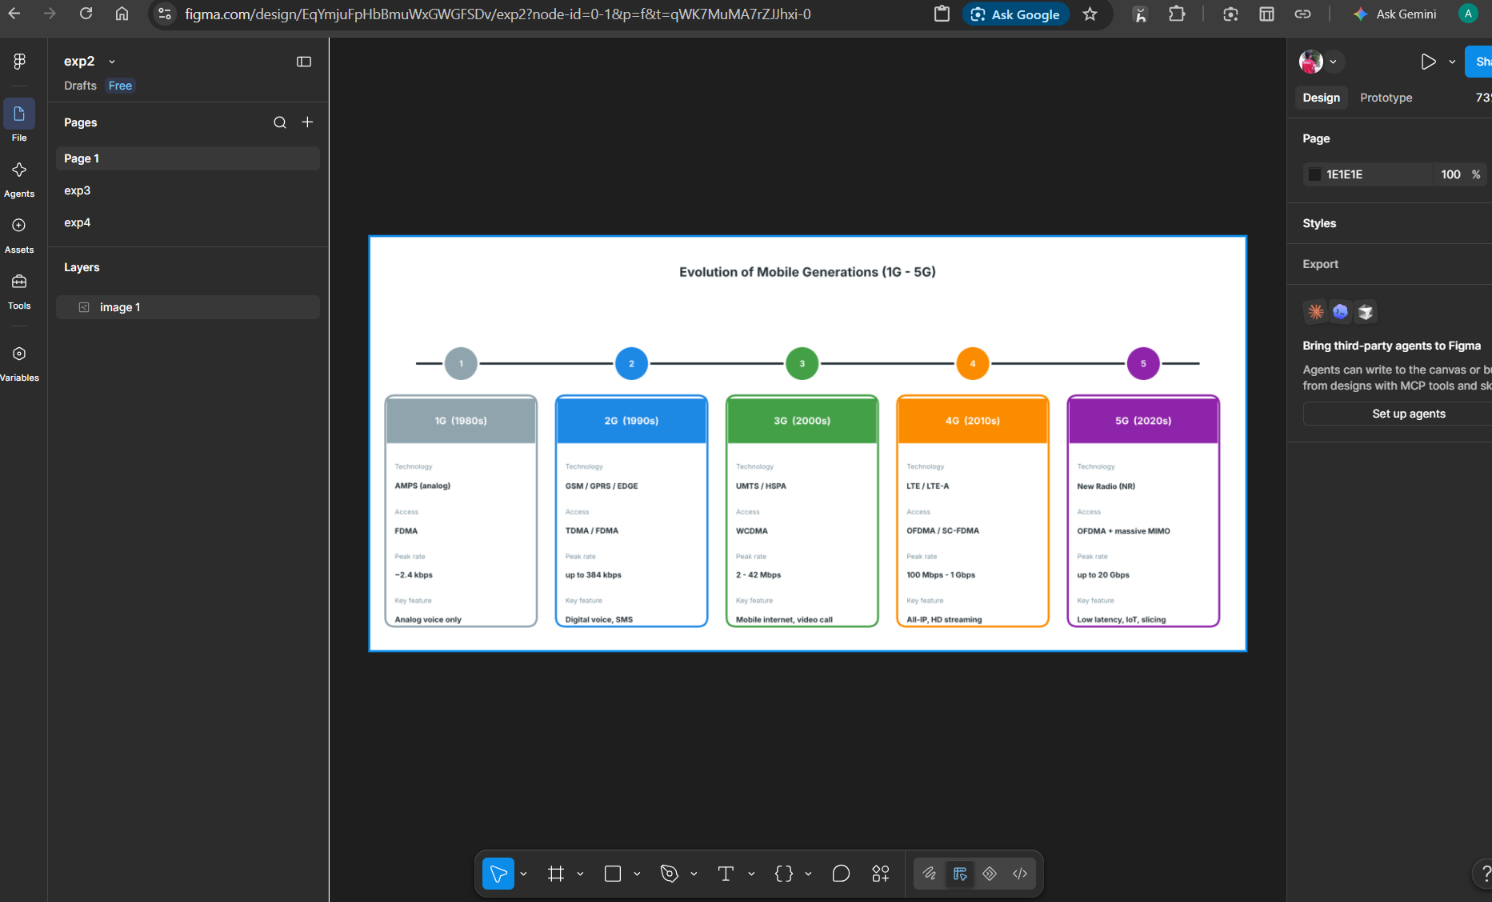 figma.com/design/EqYmjuFpHbBmuWxGWGFSDv/exp2?node-id=0-1&p=f&t=qWK7MuMA7rZJJhxi-0
Ask Google
Ask Gemini
A
exp2
Drafts Free
File
Agents
Assets
Tools
Variables
Pages
Page 1
exp3
exp4
Layers
image 1
Evolution of Mobile Generations (1G - 5G)
1 2 3 4 5
1G (1980s)
Technology
AMPS (analog)
Access
FDMA
Peak rate
~2.4 kbps
Key feature
Analog voice only
2G (1990s)
Technology
GSM / GPRS / EDGE
Access
TDMA / FDMA
Peak rate
up to 384 kbps
Key feature
Digital voice, SMS
3G (2000s)
Technology
UMTS / HSPA
Access
WCDMA
Peak rate
2 - 42 Mbps
Key feature
Mobile internet, video call
4G (2010s)
Technology
LTE / LTE-A
Access
OFDMA / SC-FDMA
Peak rate
100 Mbps - 1 Gbps
Key feature
All-IP, HD streaming
5G (2020s)
Technology
New Radio (NR)
Access
OFDMA + massive MIMO
Peak rate
up to 20 Gbps
Key feature
Low latency, IoT, slicing
Sha
Design Prototype 73%
Page
1E1E1E 100 %
Styles
Export
Bring third-party agents to Figma
Agents can write to the canvas or bu
from designs with MCP tools and sk
Set up agents
?